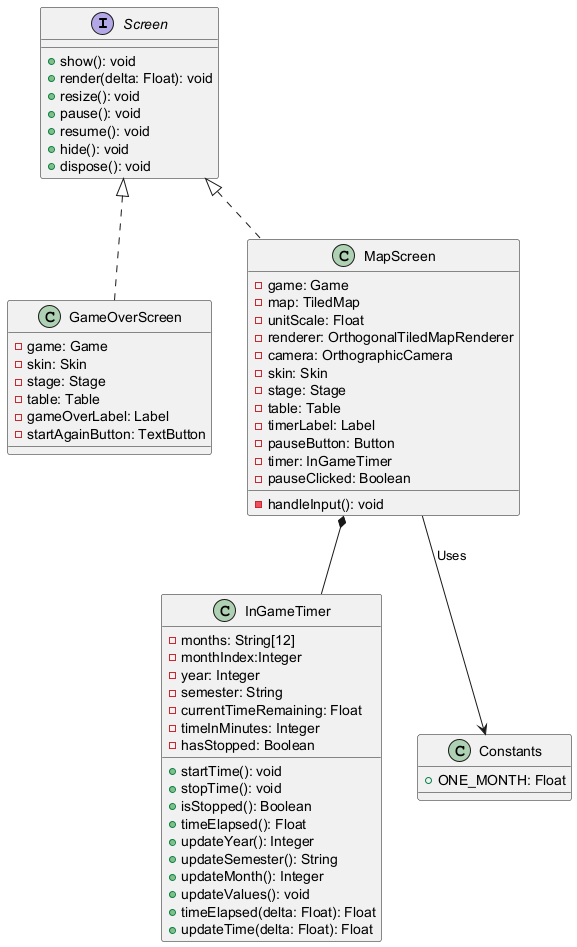 I Screen
show(): void
render(delta: Float): void
resize(): void
pause(): void
resume(): void
hide(): void
dispose(): void
C MapScreen
game: Game
map: TiledMap
unitScale: Float
renderer: OrthogonalTiledMapRenderer
camera: OrthographicCamera
skin: Skin
stage: Stage
table: Table
timerLabel: Label
pauseButton: Button
timer: InGameTimer
pauseClicked: Boolean
handleInput(): void
C GameOverScreen
game: Game
skin: Skin
stage: Stage
table: Table
gameOverLabel: Label
startAgainButton: TextButton
Uses
C InGameTimer
months: String[12]
monthIndex:Integer
year: Integer
semester: String
currentTimeRemaining: Float
timeInMinutes: Integer
hasStopped: Boolean
startTime(): void
stopTime(): void
isStopped(): Boolean
timeElapsed(): Float
updateYear(): Integer
updateSemester(): String
updateMonth(): Integer
updateValues(): void
timeElapsed(delta: Float): Float
updateTime(delta: Float): Float
C Constants
ONE_MONTH: Float